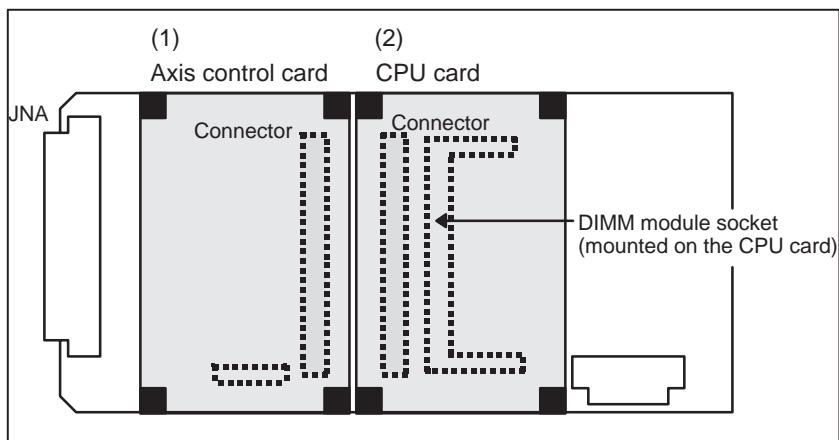 (1)
Axis control card
(2)
CPU card
JNA
Connector
Connector
DIMM module socket
(mounted on the CPU card)